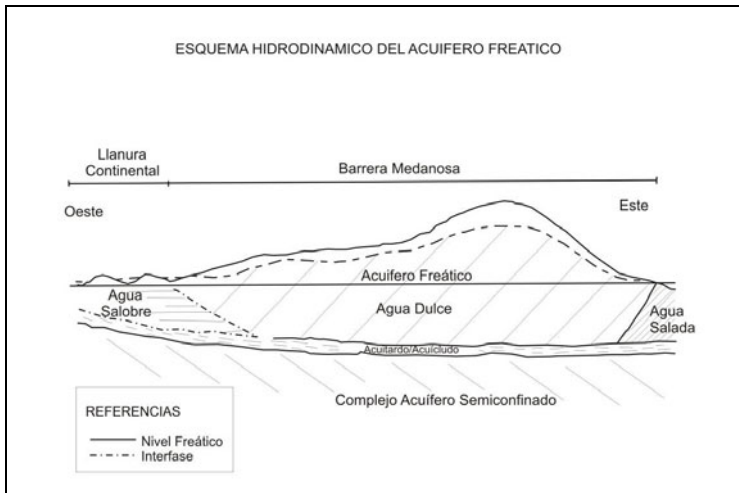 ESQUEMA HIDRODINAMICO DEL ACUIFERO FREATICO
Llanura
Continental
Barrera Medanosa
Oeste
Este
Acuifero Freático
Agua
Salobre
Agua Dulce
Agua
Salada
Acuitardo/Acuícludo
Complejo Acuífero Semiconfinado
REFERENCIAS
Nivel Freático
Interfase